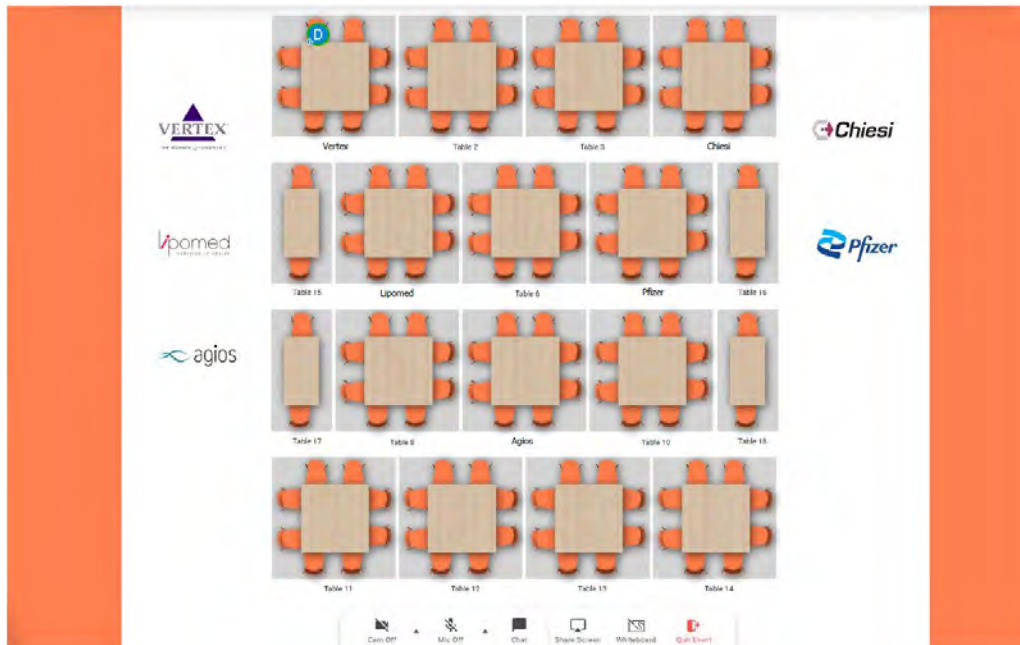 D
VERTEX
Vertex
Table 2
Table 3
Chiesi
Chiesi
Lipomed
Pfizer
Table 15
Lipomed
Table 6
Pfizer
Table 16
agios
Table 17
Table 8
Agios
Table 10
Table 18
Table 11
Table 12
Table 13
Table 14
Cam Off
Mic Off
Chat
Share Screen
Whiteboard
Quit Event